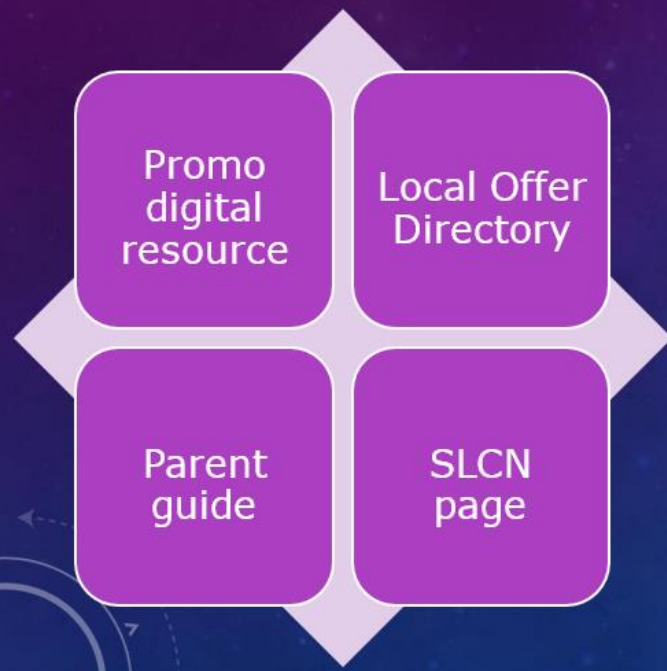 Promo
digital
resource
Local Offer
Directory
Parent
guide
SLCN
page